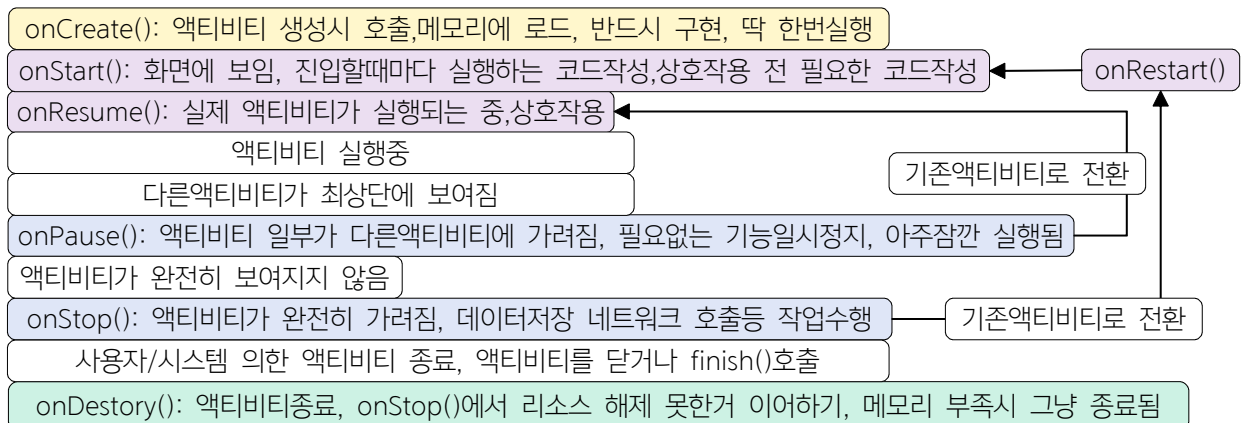 onCreate(): 액티비티 생성시 호출,메모리에 로드, 반드시 구현, 딱 한번실행
onStart(): 화면에 보임, 진입할때마다 실행하는 코드작성,상호작용 전 필요한 코드작성
onRestart()
onResume(): 실제 액티비티가 실행되는 중,상호작용
액티비티 실행중
기존액티비티로 전환
다른액티비티가 최상단에 보여짐
onPause(): 액티비티 일부가 다른액티비티에 가려짐, 필요없는 기능일시정지, 아주잠깐 실행됨
액티비티가 완전히 보여지지 않음
onStop(): 액티비티가 완전히 가려짐, 데이터저장 네트워크 호출등 작업수행
기존액티비티로 전환
사용자/시스템 의한 액티비티 종료, 액티비티를 닫거나 finish()호출
onDestory(): 액티비티종료, onStop()에서 리소스 해제 못한거 이어하기, 메모리 부족시 그냥 종료됨